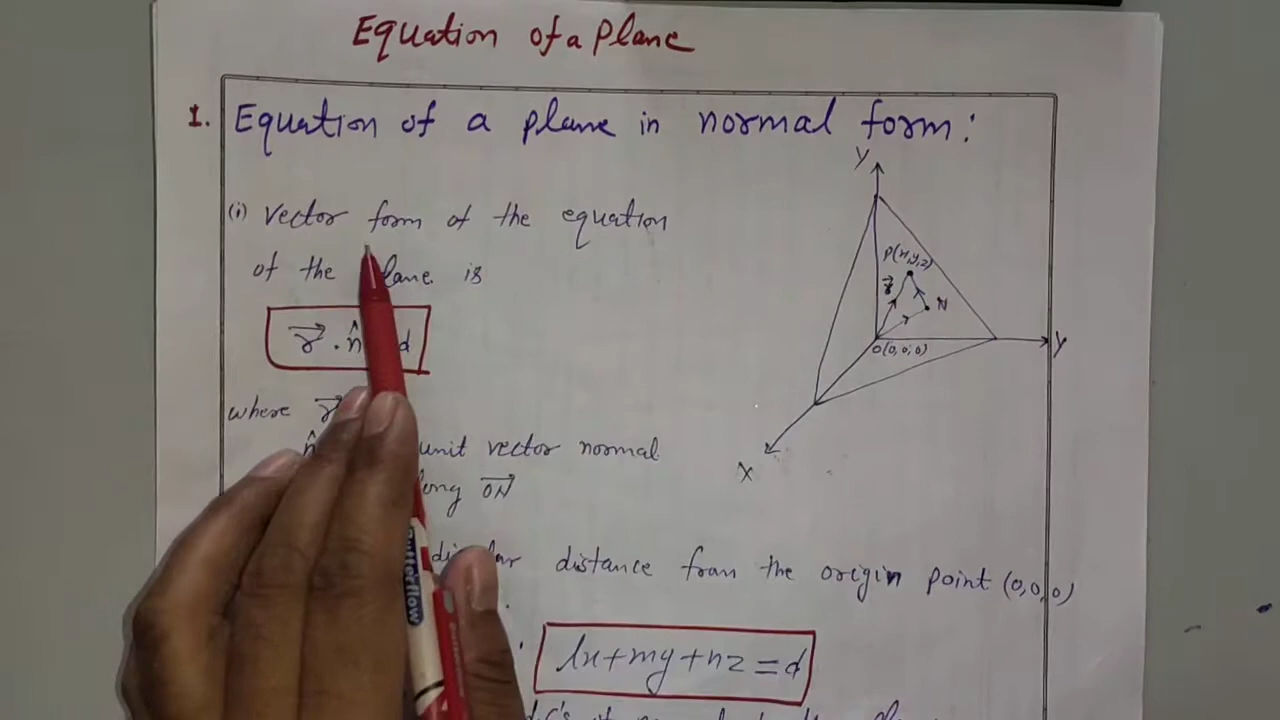 Equation of a Plane
1. Equation of a plane in normal form:
(i) Vector form of the equation
of the plane is
r⃗ . n̂ d
where r⃗
n̂ unit vector normal
along O⃗N⃗
distance from the origin point (0,0,0)
lx+my+nz=d
Y
P(x,y,z)
r⃗
N
O(0,0,0)
Y
X
Butterflow